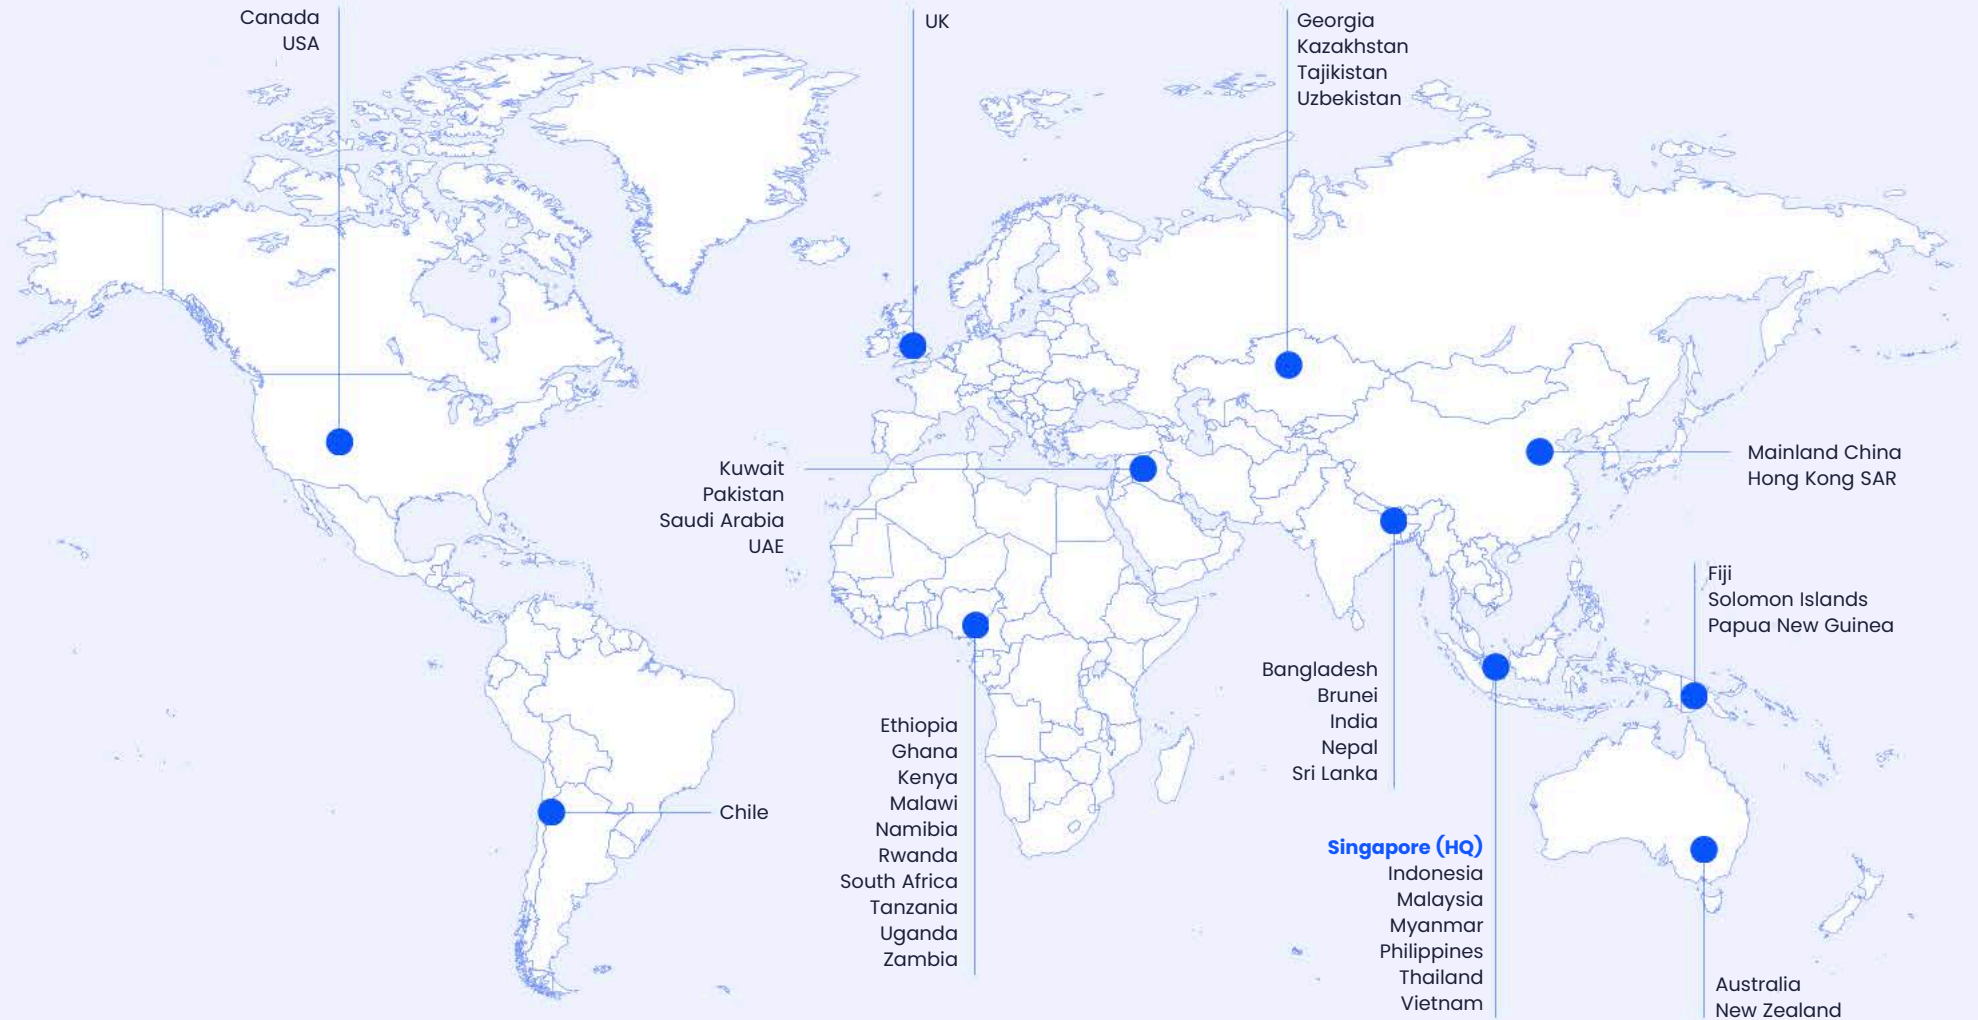 Canada
USA
UK
Georgia
Kazakhstan
Tajikistan
Uzbekistan
Kuwait
Pakistan
Saudi Arabia
UAE
Mainland China
Hong Kong SAR
Fiji
Solomon Islands
Papua New Guinea
Bangladesh
Brunei
India
Nepal
Sri Lanka
Chile
Ethiopia
Ghana
Kenya
Malawi
Namibia
Rwanda
South Africa
Tanzania
Uganda
Zambia
Singapore (HQ)
Indonesia
Malaysia
Myanmar
Philippines
Thailand
Vietnam
Australia
New Zealand